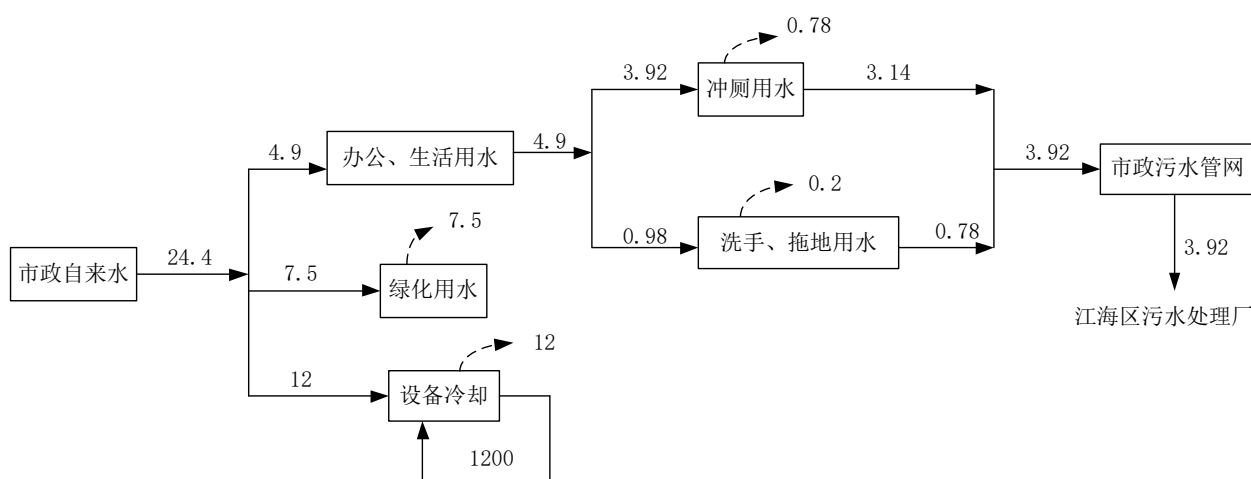 0.78
3.92
冲厕用水
3.14
4.9
办公、生活用水
4.9
3.92
市政污水管网
0.2
7.5
0.98
洗手、拖地用水
0.78
3.92
市政自来水
24.4
7.5
绿化用水
江海区污水处理厂
12
12
设备冷却
1200